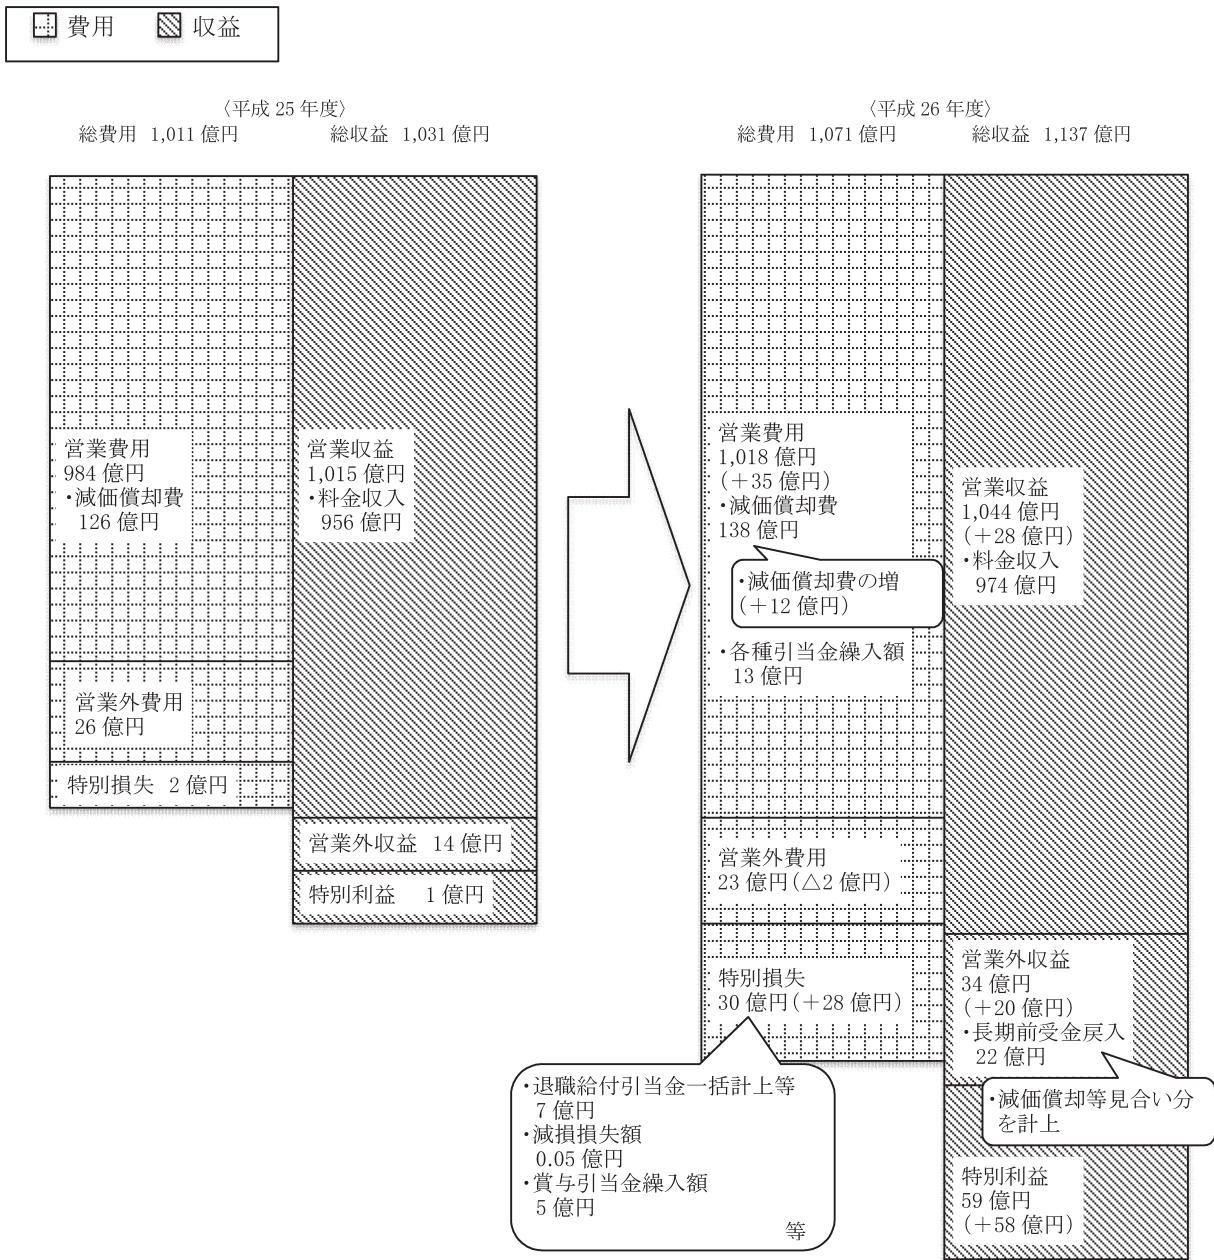 費用 収益
〈平成 25 年度〉
総費用 1,011 億円 総収益 1,031 億円
営業費用
984 億円
・減価償却費
126 億円
営業外費用
26 億円
特別損失 2 億円
営業収益
1,015 億円
・料金収入
956 億円
営業外収益 14 億円
特別利益 1 億円
〈平成 26 年度〉
総費用 1,071 億円 総収益 1,137 億円
営業費用
1,018 億円
(+35 億円)
・減価償却費
138 億円
・減価償却費の増
(+12 億円)
・各種引当金繰入額
13 億円
営業外費用
23 億円(△2 億円)
特別損失
30 億円(+28 億円)
・退職給付引当金一括計上等
7 億円
・減損損失額
0.05 億円
・賞与引当金繰入額
5 億円
等
営業収益
1,044 億円
(+28 億円)
・料金収入
974 億円
営業外収益
34 億円
(+20 億円)
・長期前受金戻入
22 億円
・減価償却等見合い分
を計上
特別利益
59 億円
(+58 億円)